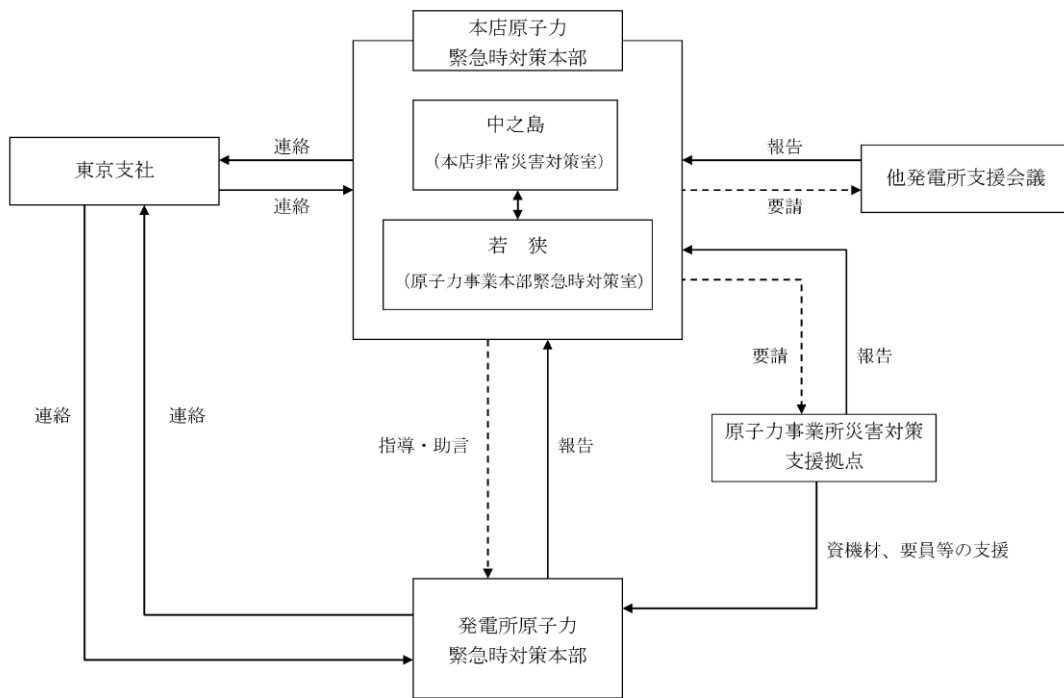 本店原子力
緊急時対策本部
中之島
（本店非常災害対策室）
若　狭
（原子力事業本部緊急時対策室）
東京支社
連絡
連絡
報告
要請
他発電所支援会議
要請
報告
連絡
連絡
指導・助言
報告
原子力事業所災害対策
支援拠点
資機材、要員等の支援
発電所原子力
緊急時対策本部